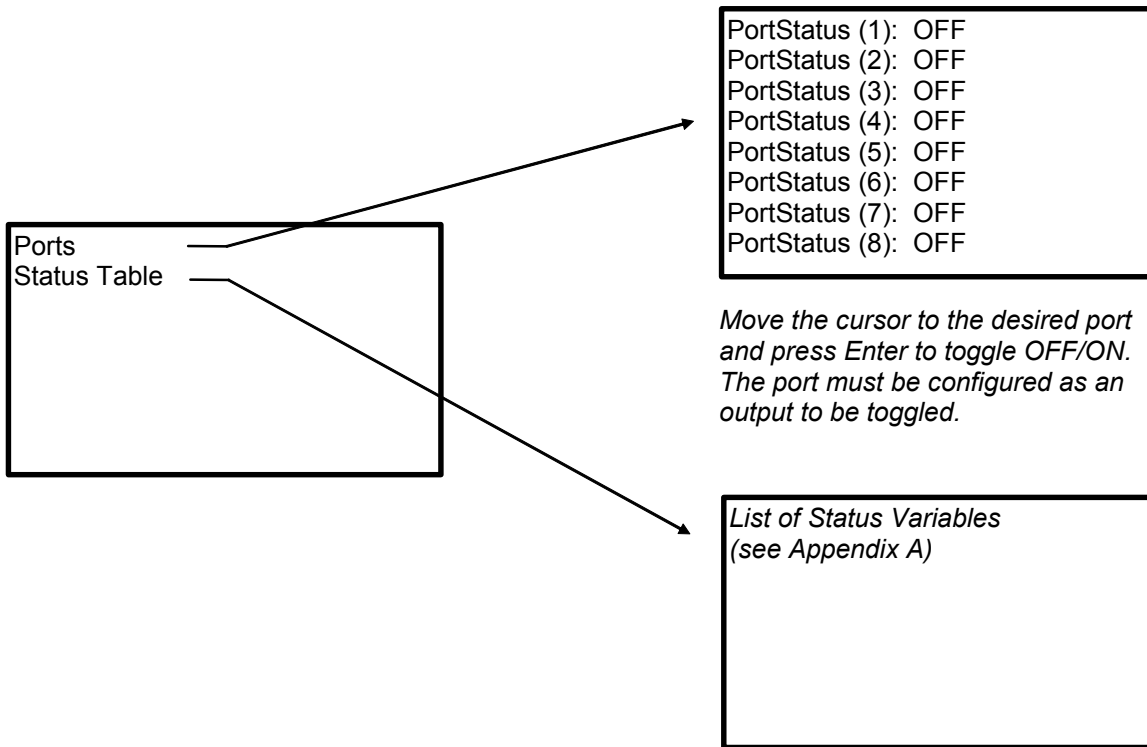 Ports
Status Table
PortStatus (1): OFF
PortStatus (2): OFF
PortStatus (3): OFF
PortStatus (4): OFF
PortStatus (5): OFF
PortStatus (6): OFF
PortStatus (7): OFF
PortStatus (8): OFF
Move the cursor to the desired port
and press Enter to toggle OFF/ON.
The port must be configured as an
output to be toggled.
List of Status Variables
(see Appendix A)